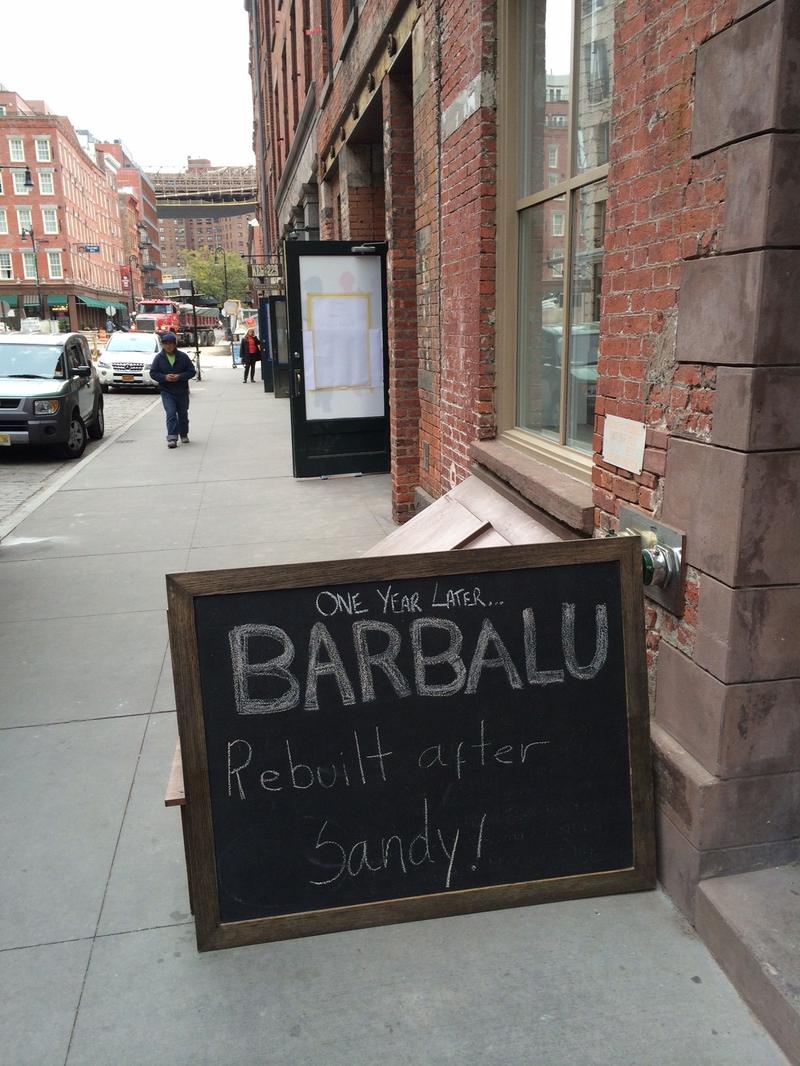 ONE YEAR LATER...
BARBALU
Rebuilt after
Sandy!